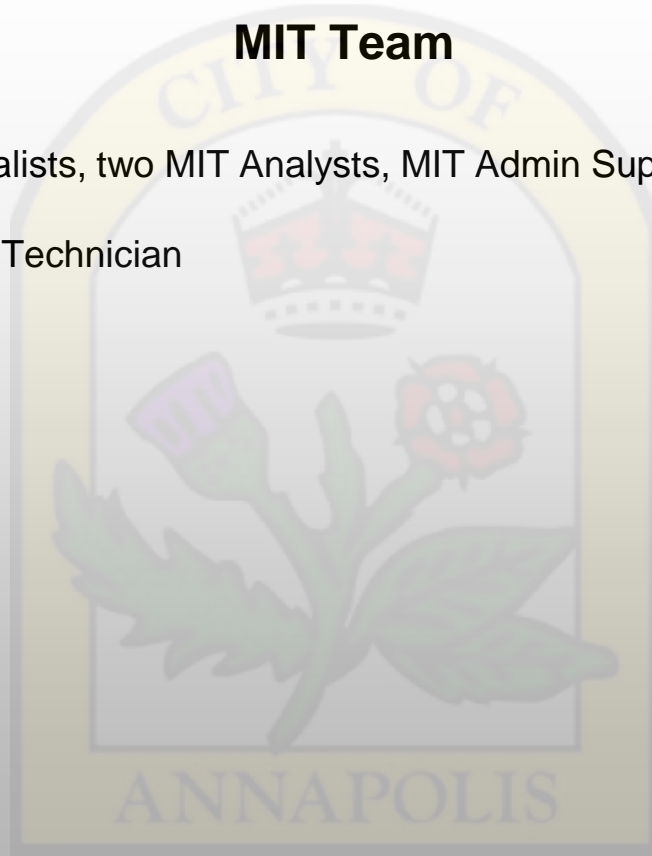 MIT Team
CITY OF
alists, two MIT Analysts, MIT Admin Sup
Technician
ANNAPOLIS